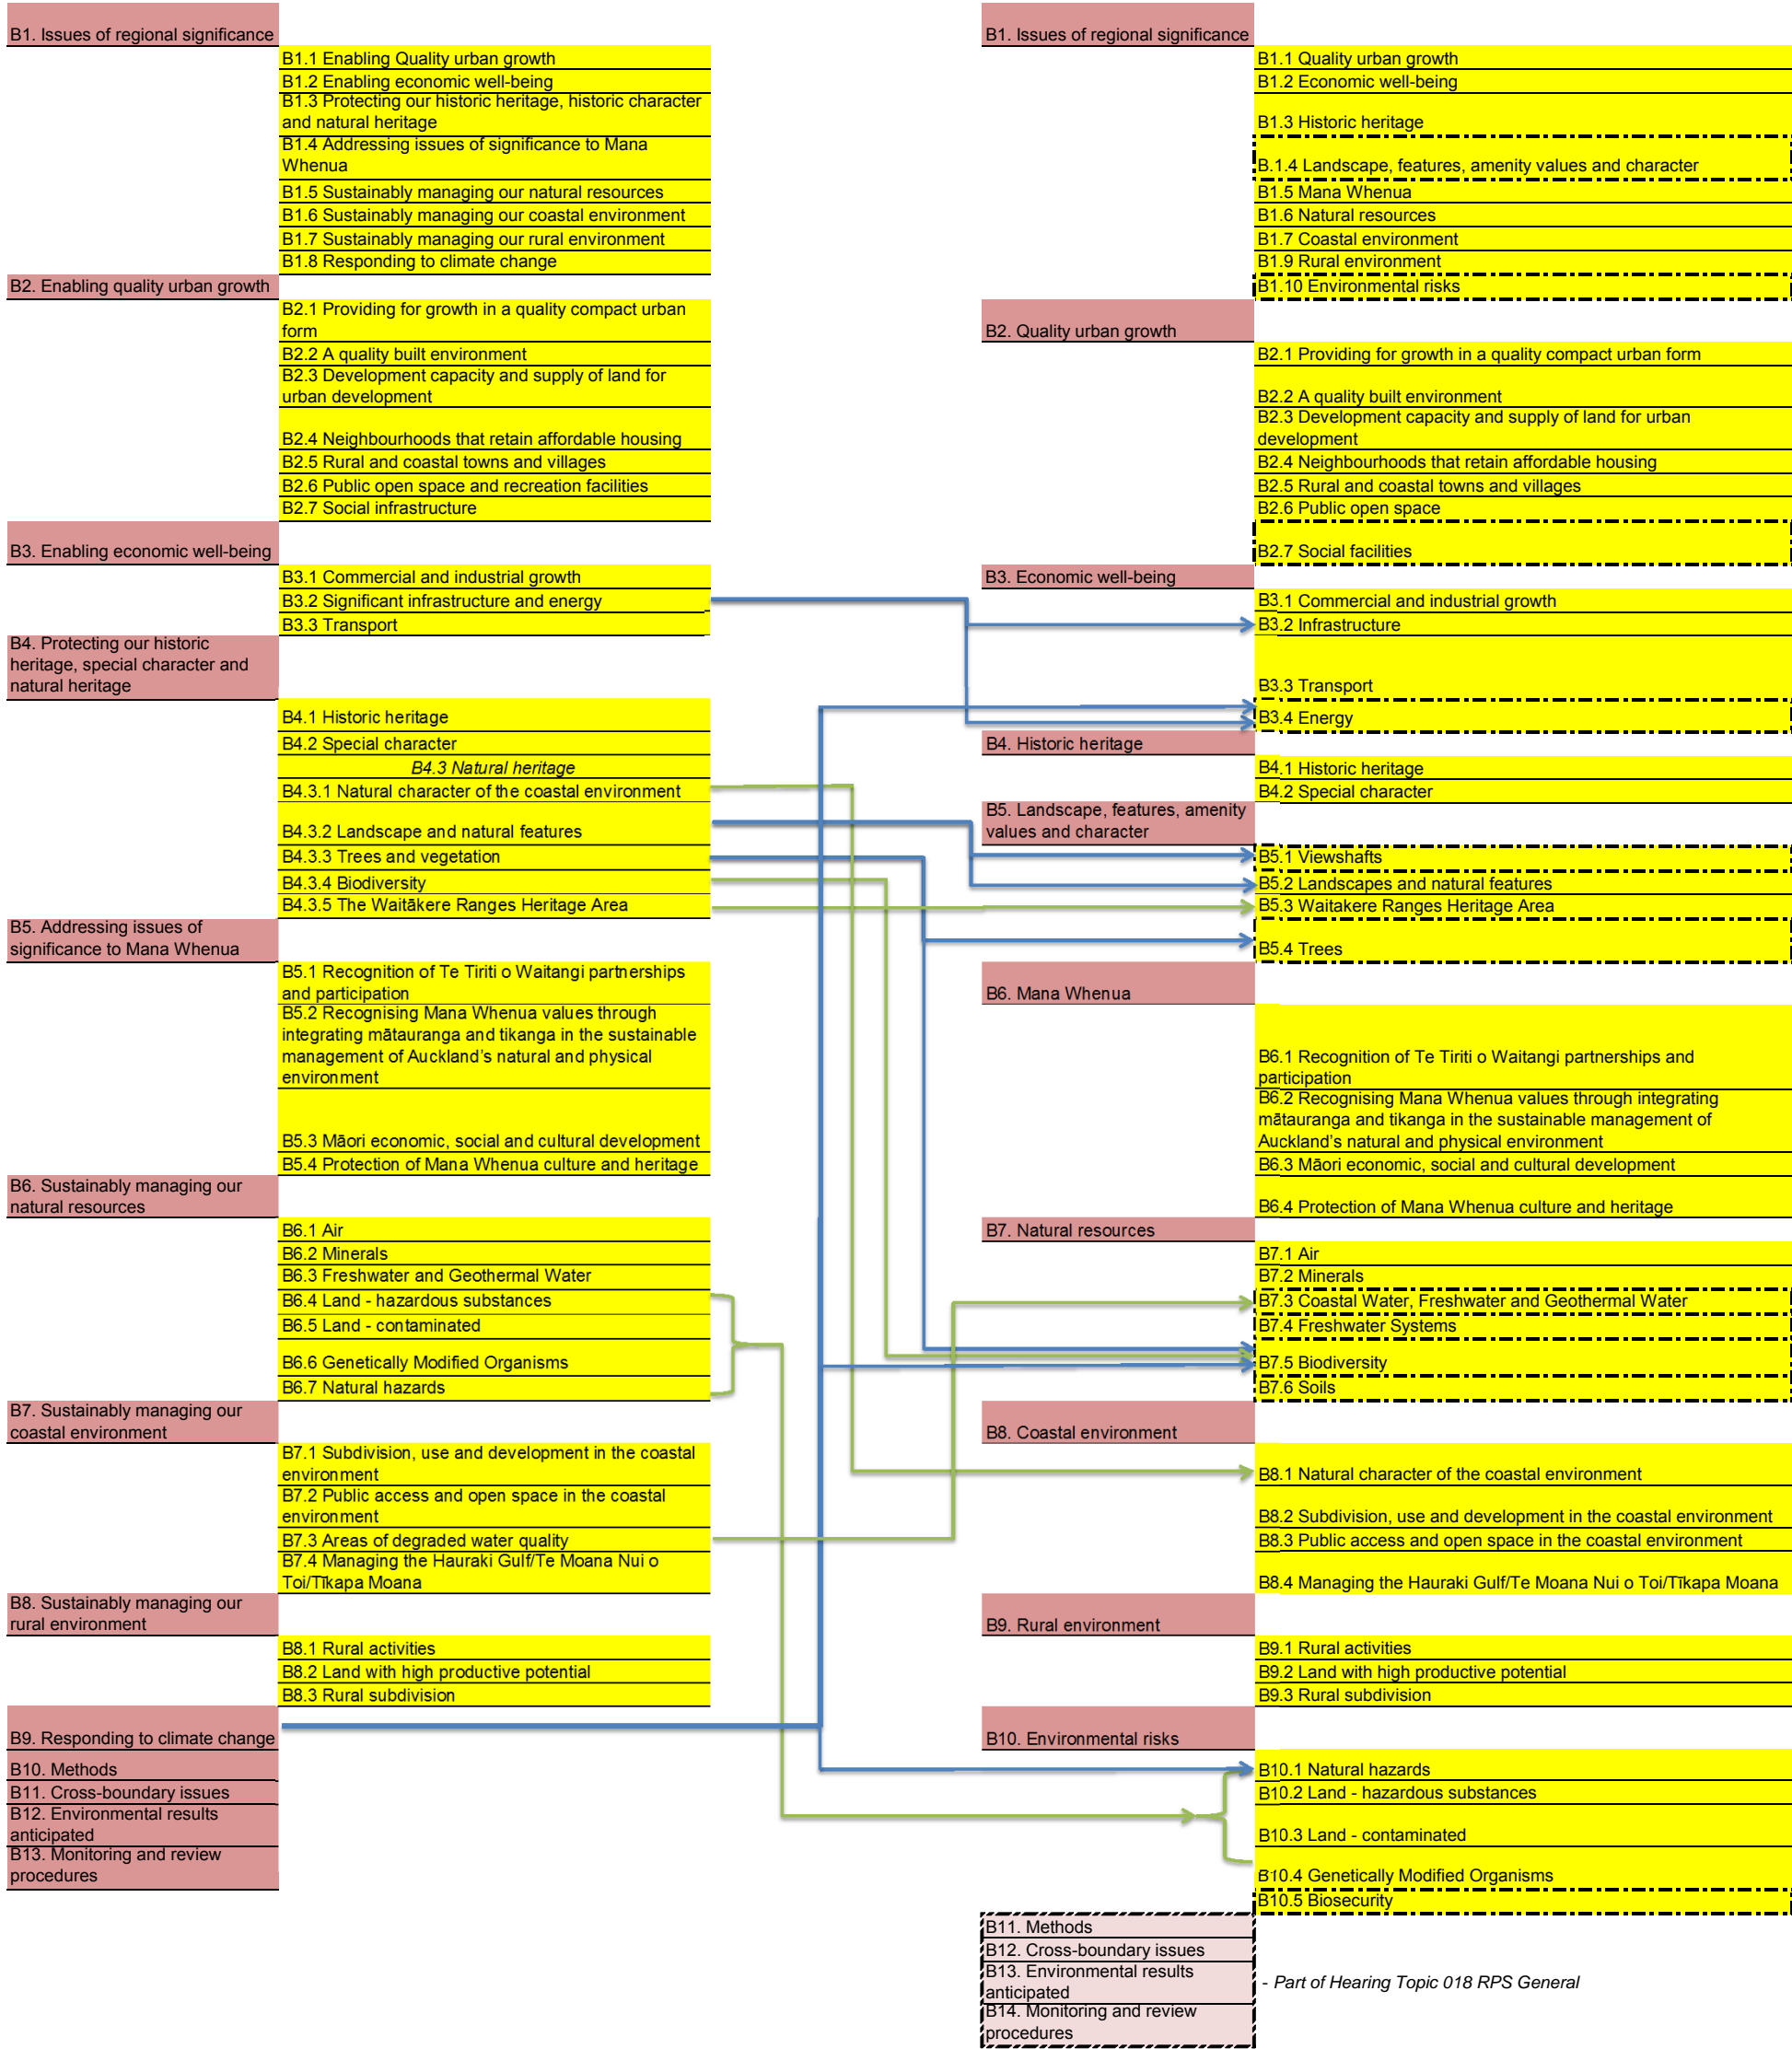 B1. Issues of regional significance
B1.1 Enabling Quality urban growth
B1.2 Enabling economic well-being
B1.3 Protecting our historic heritage, historic character
and natural heritage
B1.4 Addressing issues of significance to Mana
Whenua
B1.5 Sustainably managing our natural resources
B1.6 Sustainably managing our coastal environment
B1.7 Sustainably managing our rural environment
B1.8 Responding to climate change
B2. Enabling quality urban growth
B2.1 Providing for growth in a quality compact urban
form
B2.2 A quality built environment
B2.3 Development capacity and supply of land for
urban development
B2.4 Neighbourhoods that retain affordable housing
B2.5 Rural and coastal towns and villages
B2.6 Public open space and recreation facilities
B2.7 Social infrastructure
B3. Enabling economic well-being
B3.1 Commercial and industrial growth
B3.2 Significant infrastructure and energy
B3.3 Transport
B4. Protecting our historic
heritage, special character and
natural heritage
B4.1 Historic heritage
B4.2 Special character
B4.3 Natural heritage
B4.3.1 Natural character of the coastal environment
B4.3.2 Landscape and natural features
B4.3.3 Trees and vegetation
B4.3.4 Biodiversity
B4.3.5 The Waitākere Ranges Heritage Area
B5. Addressing issues of
significance to Mana Whenua
B5.1 Recognition of Te Tiriti o Waitangi partnerships
and participation
B5.2 Recognising Mana Whenua values through
integrating mātauranga and tikanga in the sustainable
management of Auckland's natural and physical
environment
B5.3 Māori economic, social and cultural development
B5.4 Protection of Mana Whenua culture and heritage
B6. Sustainably managing our
natural resources
B6.1 Air
B6.2 Minerals
B6.3 Freshwater and Geothermal Water
B6.4 Land - hazardous substances
B6.5 Land - contaminated
B6.6 Genetically Modified Organisms
B6.7 Natural hazards
B7. Sustainably managing our
coastal environment
B7.1 Subdivision, use and development in the coastal
environment
B7.2 Public access and open space in the coastal
environment
B7.3 Areas of degraded water quality
B7.4 Managing the Hauraki Gulf/Te Moana Nui o
Toi/Tīkapa Moana
B8. Sustainably managing our
rural environment
B8.1 Rural activities
B8.2 Land with high productive potential
B8.3 Rural subdivision
B9. Responding to climate change
B10. Methods
B11. Cross-boundary issues
B12. Environmental results
anticipated
B13. Monitoring and review
procedures
B1. Issues of regional significance
B1.1 Quality urban growth
B1.2 Economic well-being
B1.3 Historic heritage
B.1.4 Landscape, features, amenity values and character
B1.5 Mana Whenua
B1.6 Natural resources
B1.7 Coastal environment
B1.9 Rural environment
B1.10 Environmental risks
B2. Quality urban growth
B2.1 Providing for growth in a quality compact urban form
B2.2 A quality built environment
B2.3 Development capacity and supply of land for urban
development
B2.4 Neighbourhoods that retain affordable housing
B2.5 Rural and coastal towns and villages
B2.6 Public open space
B2.7 Social facilities
B3. Economic well-being
B3.1 Commercial and industrial growth
B3.2 Infrastructure
B3.3 Transport
B3.4 Energy
B4. Historic heritage
B4.1 Historic heritage
B4.2 Special character
B5. Landscape, features, amenity
values and character
B5.1 Viewshafts
B5.2 Landscapes and natural features
B5.3 Waitakere Ranges Heritage Area
B5.4 Trees
B6. Mana Whenua
B6.1 Recognition of Te Tiriti o Waitangi partnerships and
participation
B6.2 Recognising Mana Whenua values through integrating
mātauranga and tikanga in the sustainable management of
Auckland's natural and physical environment
B6.3 Māori economic, social and cultural development
B6.4 Protection of Mana Whenua culture and heritage
B7. Natural resources
B7.1 Air
B7.2 Minerals
B7.3 Coastal Water, Freshwater and Geothermal Water
B7.4 Freshwater Systems
B7.5 Biodiversity
B7.6 Soils
B8. Coastal environment
B8.1 Natural character of the coastal environment
B8.2 Subdivision, use and development in the coastal environment
B8.3 Public access and open space in the coastal environment
B8.4 Managing the Hauraki Gulf/Te Moana Nui o Toi/Tīkapa Moana
B9. Rural environment
B9.1 Rural activities
B9.2 Land with high productive potential
B9.3 Rural subdivision
B10. Environmental risks
B10.1 Natural hazards
B10.2 Land - hazardous substances
B10.3 Land - contaminated
B10.4 Genetically Modified Organisms
B10.5 Biosecurity
B11. Methods
B12. Cross-boundary issues
B13. Environmental results
anticipated
B14. Monitoring and review
procedures
- Part of Hearing Topic 018 RPS General